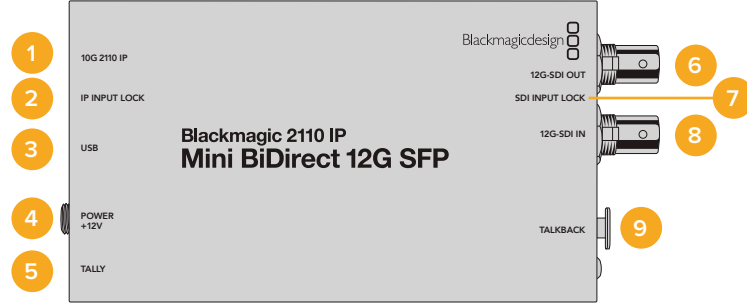 1
10G 2110 IP
2
IP INPUT LOCK
3
USB
4
POWER
+12V
5
TALLY
Blackmagic 2110 IP
Mini BiDirect 12G SFP
Blackmagicdesign
12G-SDI OUT
6
SDI INPUT LOCK
7
12G-SDI IN
8
TALKBACK
9